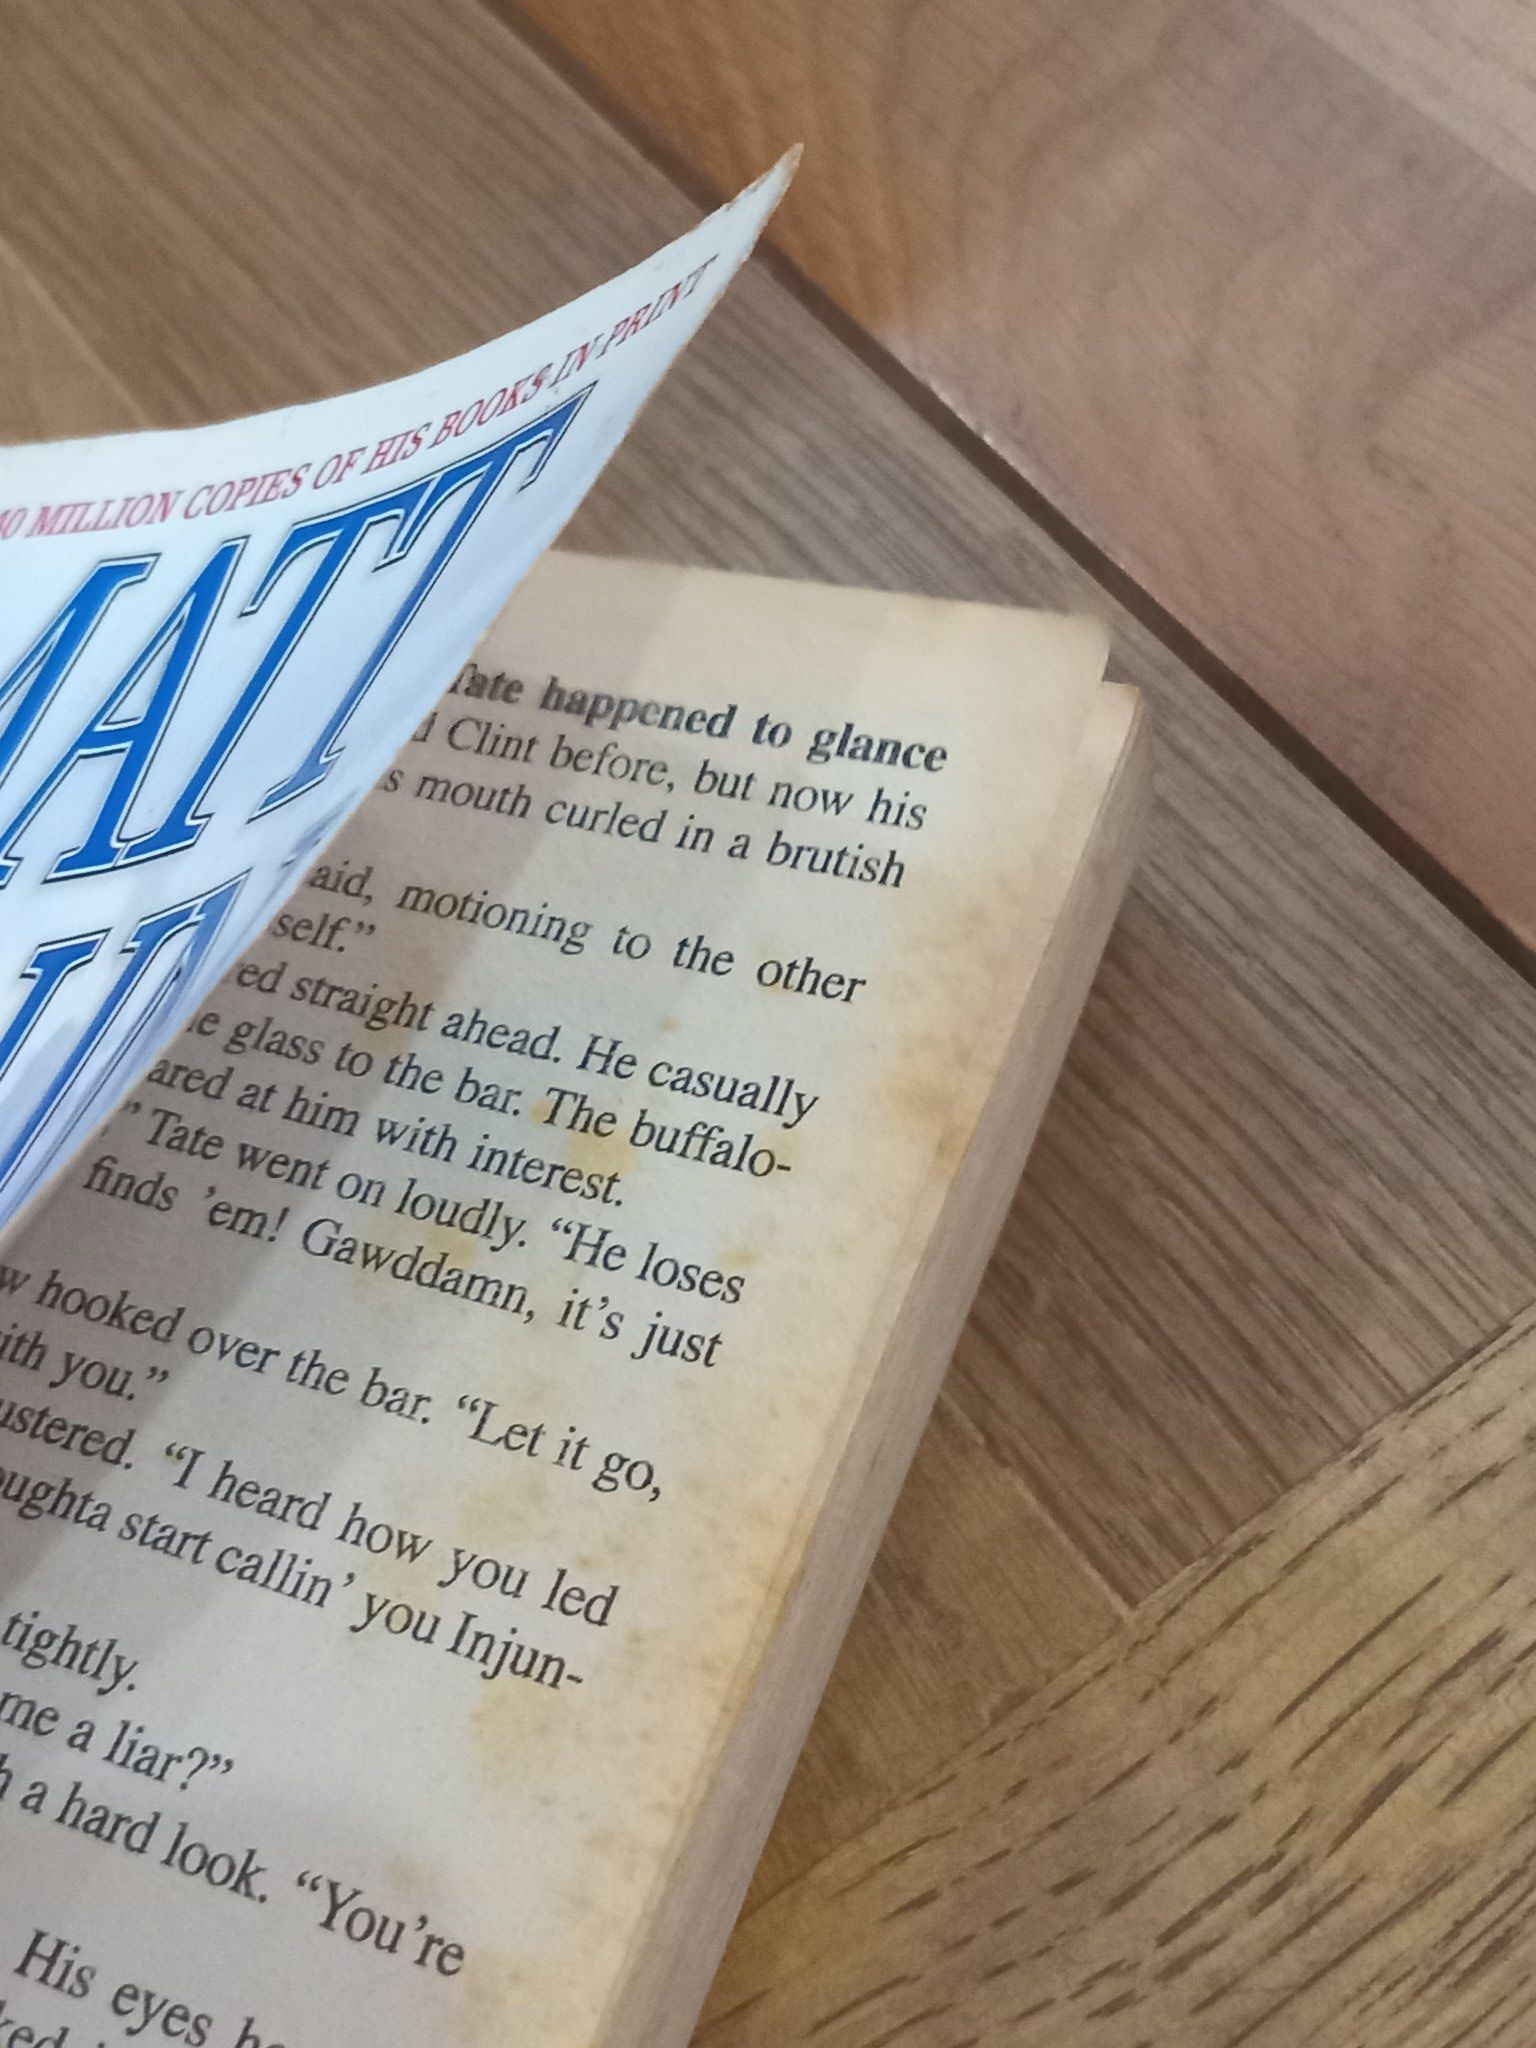 MILLION COPIES OF HIS BOOKS IN PRINT
MATT
Tate happened to glance
Clint before, but now his
mouth curled in a brutish
aid, motioning to the other
self.”
ed straight ahead. He casually
glass to the bar. The buffalo-
ared at him with interest.
” Tate went on loudly. “He loses
finds ’em! Gawddamn, it’s just
w hooked over the bar. “Let it go,
ith you.”
ustered. “I heard how you led
oughta start callin’ you Injun-
tightly.
me a liar?”
a hard look. “You’re
His eyes